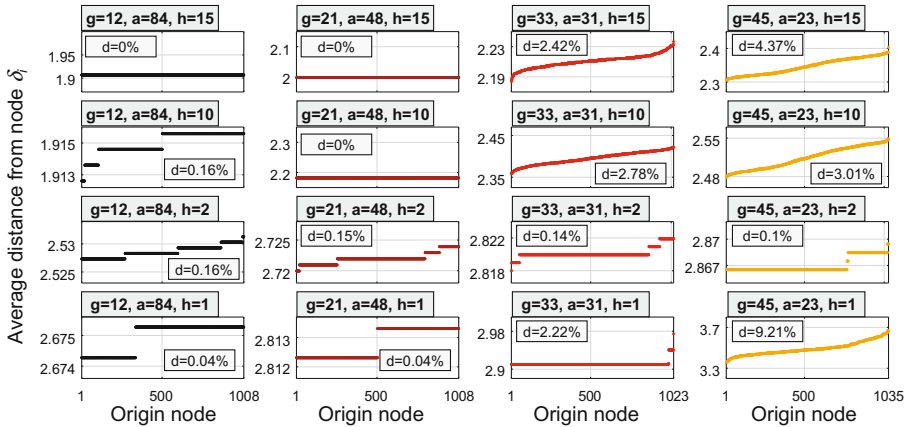 g=12, a=84, h=15
g=21, a=48, h=15
g=33, a=31, h=15
g=45, a=23, h=15
d=0%
d=0%
d=2.42%
d=4.37%
1.95
1.9
2.1
2
2.23
2.19
2.4
2.3
g=12, a=84, h=10
g=21, a=48, h=10
g=33, a=31, h=10
g=45, a=23, h=10
d=0.16%
d=0%
d=2.78%
d=3.01%
1.915
1.913
2.3
2.2
2.45
2.35
2.55
2.48
g=12, a=84, h=2
g=21, a=48, h=2
g=33, a=31, h=2
g=45, a=23, h=2
d=0.16%
d=0.15%
d=0.14%
d=0.1%
2.53
2.525
2.725
2.72
2.822
2.818
2.87
2.867
g=12, a=84, h=1
g=21, a=48, h=1
g=33, a=31, h=1
g=45, a=23, h=1
d=0.04%
d=0.04%
d=2.22%
d=9.21%
2.675
2.674
2.813
2.812
2.98
2.9
3.7
3.3
1 500 1008
1 500 1008
1 500 1023
1 500 1035
Origin node
Origin node
Origin node
Origin node
Average distance from node δi